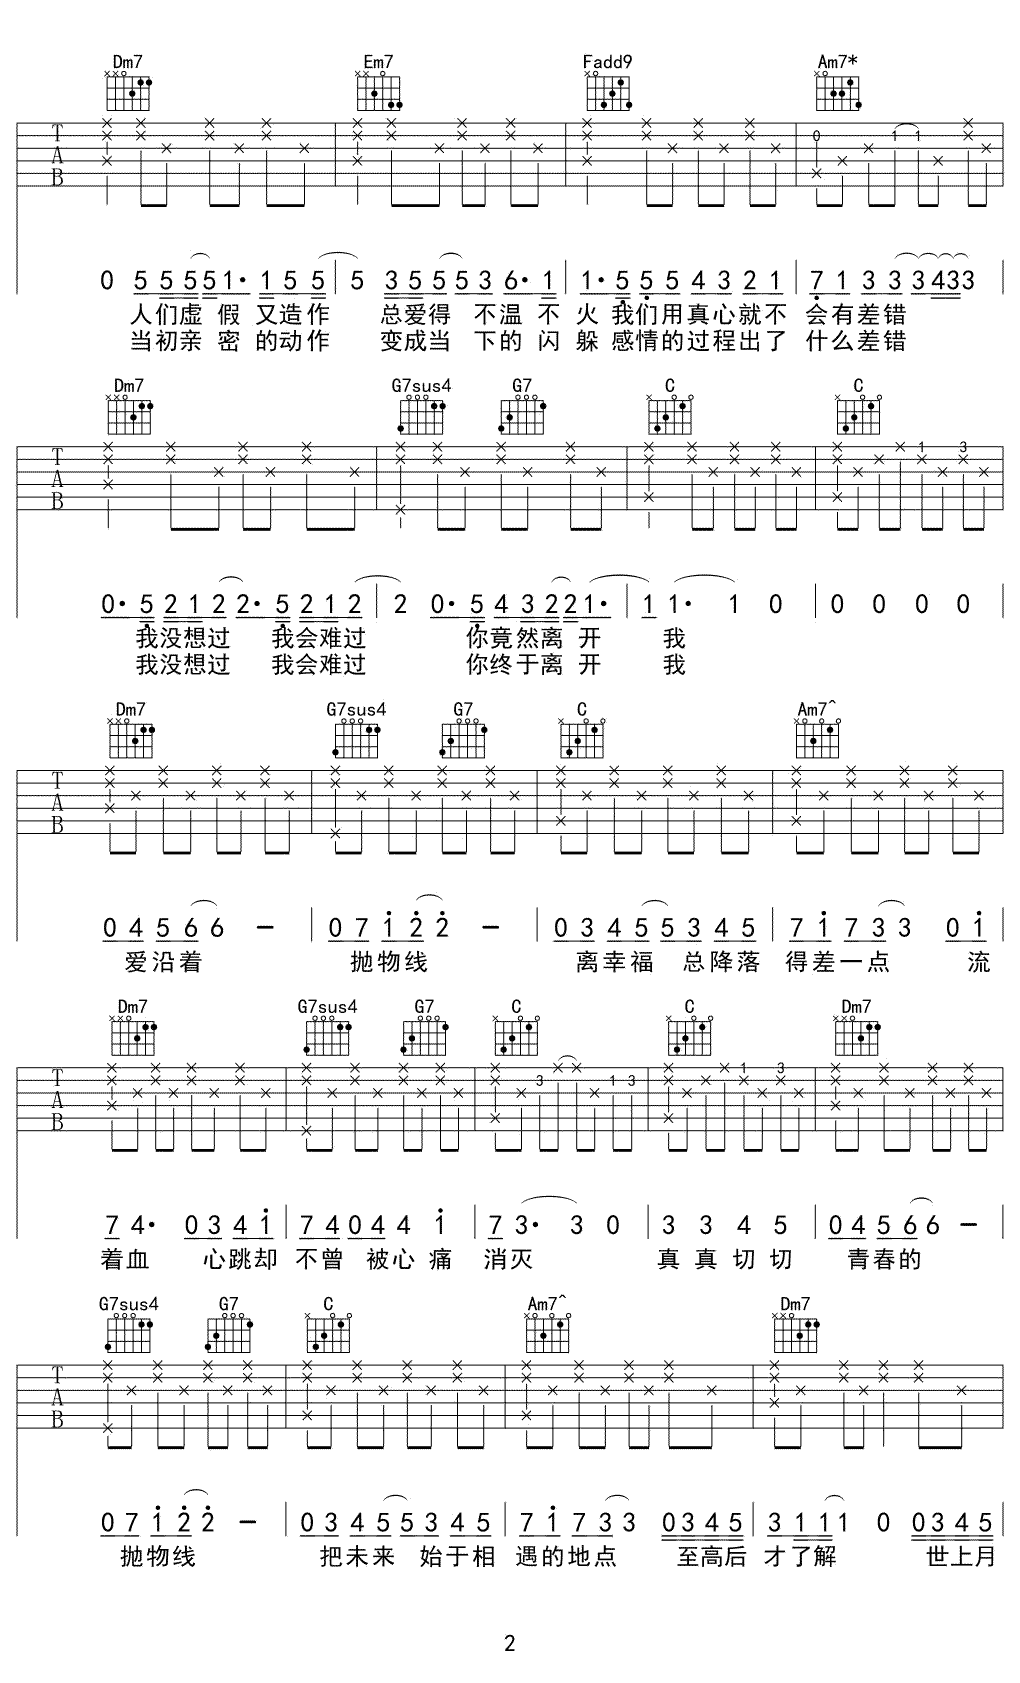 Dm7 Em7 Fadd9 Am7*
T A B 0 1 1
0 5 5 5 5 1· 1 5 5 | 5 3 5 5 5 3 6· 1 | 1· 5 5 5 4 3 2 1 | 7 1 3 3 3 4 3 3
人们虚 假 又造作 总爱得 不温 不 火 我们用真心就不 会有差错
当初亲 密 的动作 变成当 下的 闪 躲 感情的过程出了 什么差错
Dm7 G7sus4 G7 C C
T A B 1 3
0· 5 2 1 2 2· 5 2 1 2 | 2 0· 5 4 3 2 2 1· | 1 1· 1 0 | 0 0 0 0
我没想过 我会难过 你竟然离 开 我
我没想过 我会难过 你终于离 开 我
Dm7 G7sus4 G7 C Am7^
T A B
0 4 5 6 6 – | 0 7 1 2 2 – | 0 3 4 5 5 3 4 5 | 7 1 7 3 3 0 1
爱沿着 抛物线 离幸福 总降落 得差一点 流
Dm7 G7sus4 G7 C C Dm7
T A B 3 1 3 1 3
7 4· 0 3 4 1 | 7 4 0 4 4 1 | 7 3· 3 0 | 3 3 4 5 | 0 4 5 6 6 –
着血 心跳却 不曾 被心 痛 消灭 真 真 切 切 青春的
G7sus4 G7 C Am7^ Dm7
T A B
0 7 1 2 2 – | 0 3 4 5 5 3 4 5 | 7 1 7 3 3 0 3 4 5 | 3 1 1 1 0 0 3 4 5
抛物线 把未来 始于相 遇的地点 至高后 才了解 世上月
2